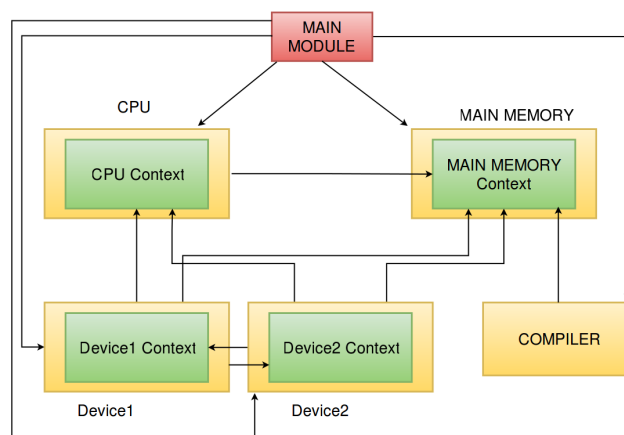 MAIN
MODULE
CPU
MAIN MEMORY
CPU Context
MAIN MEMORY
Context
Device1 Context
Device2 Context
COMPILER
Device1
Device2